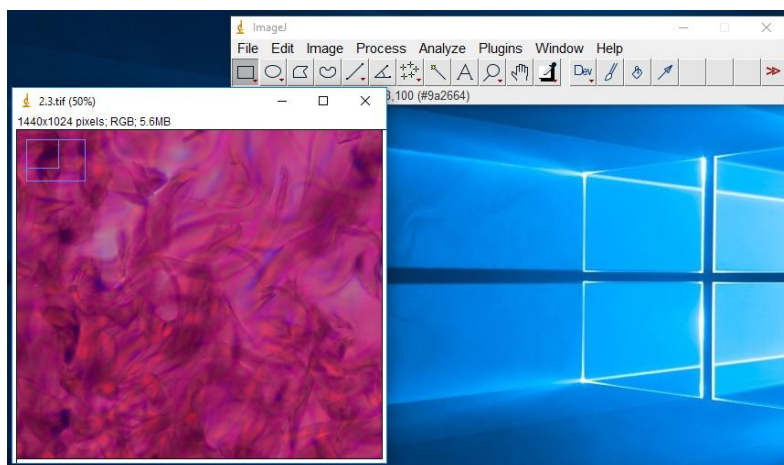 ImageJ
File Edit Image Process Analyze Plugins Window Help
Dev
2.3.tif (50%)
,100 (#9a2664)
1440x1024 pixels; RGB; 5.6MB